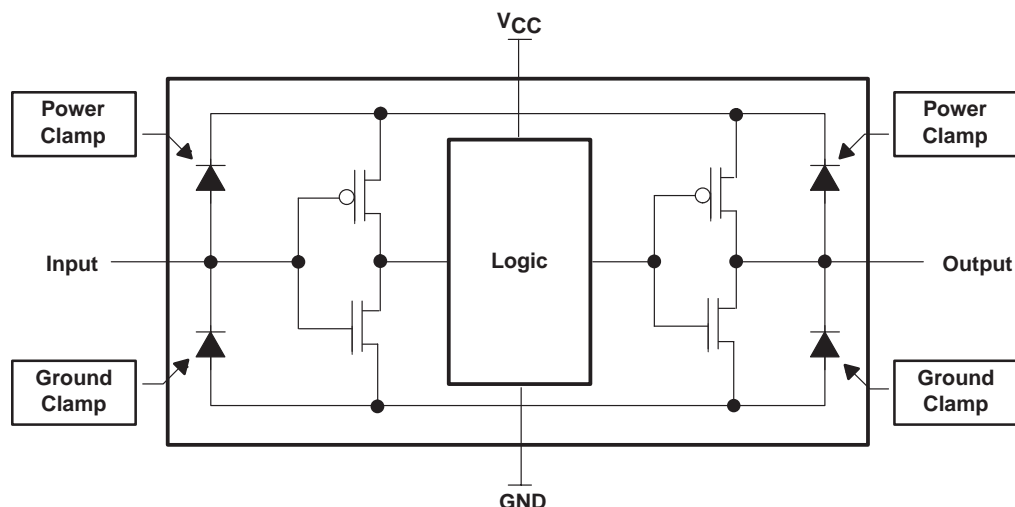 VCC
Power
Clamp
Power
Clamp
Input
Logic
Output
Ground
Clamp
Ground
Clamp
GND